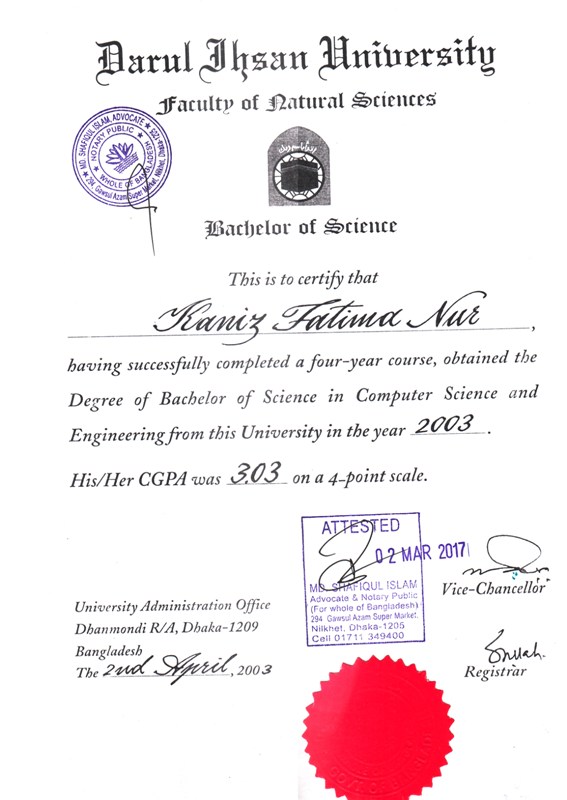 Darul Ihsan University
Faculty of Natural Sciences
MD. SHAFIQUL ISLAM, ADVOCATE
NOTARY PUBLIC
WHOLE OF BANGLADESH
294, Gawsul Azam Super Market, Nilkhet, Dhaka-1205
Bachelor of Science
This is to certify that
Kaniz Fatima Nur,
having successfully completed a four-year course, obtained the
Degree of Bachelor of Science in Computer Science and
Engineering from this University in the year 2003.
His/Her CGPA was 3.03 on a 4-point scale.
ATTESTED
02 MAR 2017
MD. SHAFIQUL ISLAM
Advocate & Notary Public
(For whole of Bangladesh)
294 Gawsul Azam Super Market,
Nilkhet, Dhaka-1205
Cell 01711 349400
Vice-Chancellor
University Administration Office
Dhanmondi R/A, Dhaka-1209
Bangladesh
The 2nd April, 2003
Registrar